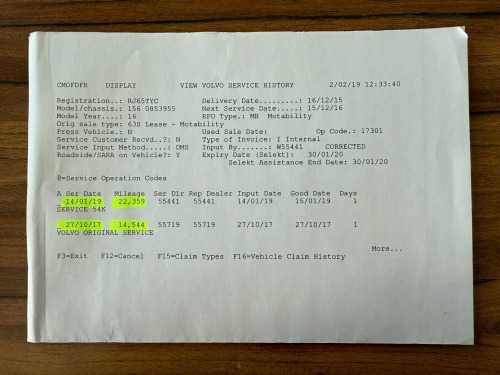 CMOFDFR DISPLAY VIEW VOLVO SERVICE HISTORY 2/02/19 12:33:40
Registration..: RJ65TYC Delivery Date.........: 16/12/15
Model/chassis.: 156 0853955 Next Service Date.....: 15/12/16
Model Year....: 16 RFO Type.: MH Motability
Orig sale type: 63S Lease - Motability
Press Vehicle.: N Used Sale Date: Op Code.: 17301
Service Customer Recvd..?: N Type of Invoice: I Internal
Service Input Method....: DMS Input By.......: W55441 CORRECTED
Roadside/SARA on Vehicle?: Y Expiry Date (Selekt): 30/01/20
Selekt Assistance End Date: 30/01/20
8=Service Operation Codes
A Ser Date Mileage Ser Dlr Rep Dealer Input Date Good Date Days
_ 14/01/19 22,359 55441 55441 14/01/19 15/01/19 1
SERVICE 54K
_ 27/10/17 14,544 55719 55719 27/10/17 27/10/17 1
VOLVO ORIGINAL SERVICE
More...
F3=Exit F12=Cancel F15=Claim Types F16=Vehicle Claim History